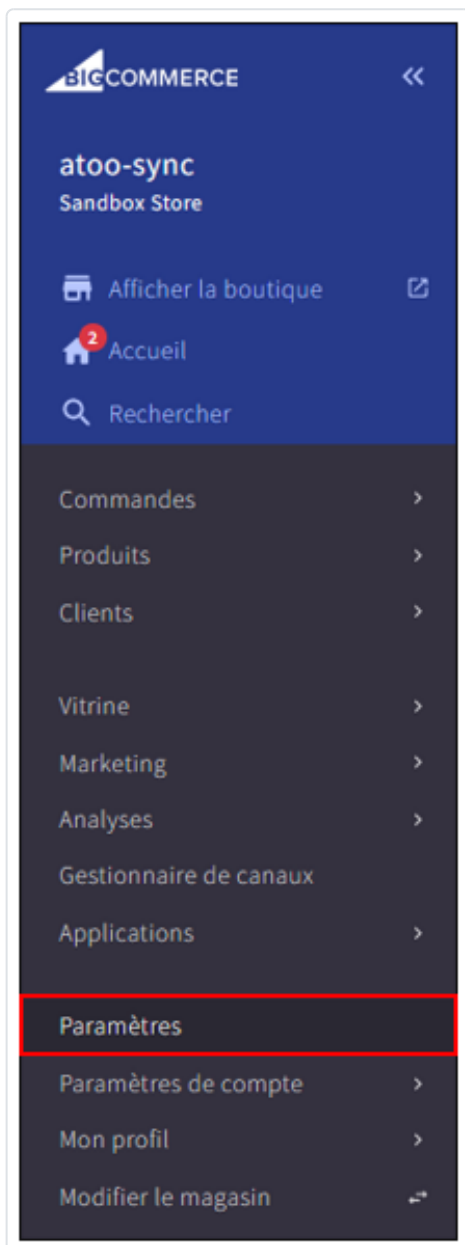 BIGCOMMERCE
atoo-sync
Sandbox Store
Afficher la boutique
2
Accueil
Rechercher
Commandes
Produits
Clients
Vitrine
Marketing
Analyses
Gestionnaire de canaux
Applications
Paramètres
Paramètres de compte
Mon profil
Modifier le magasin